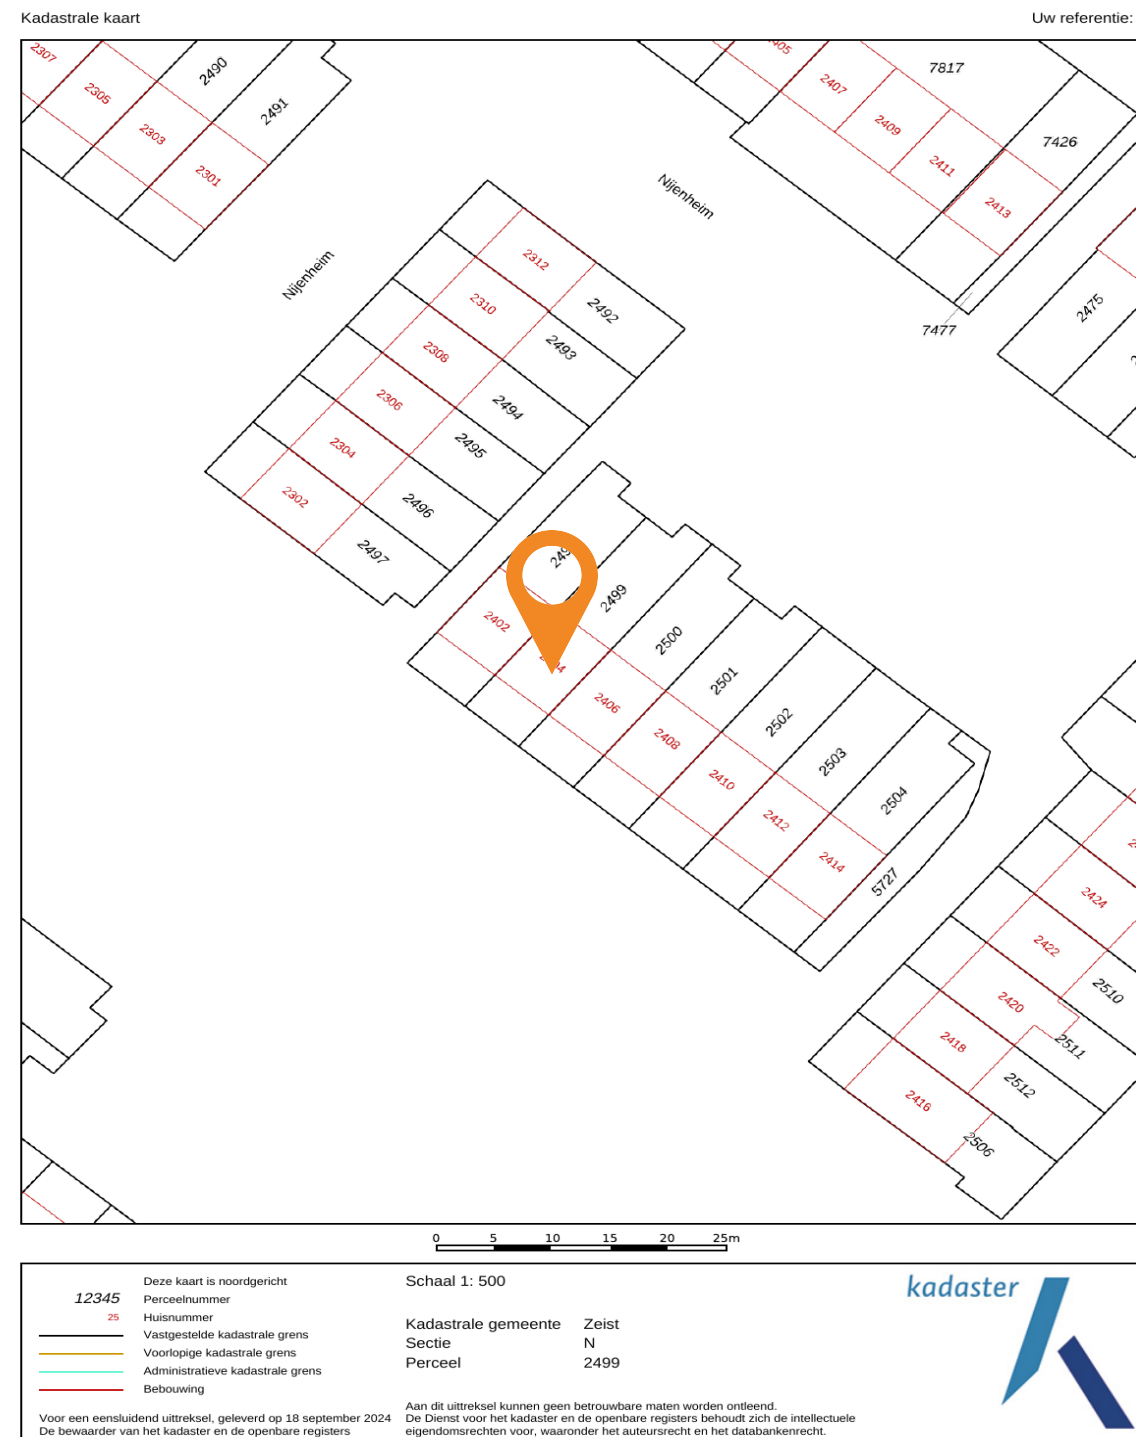 Kadastrale kaart
Uw referentie:
2307
2305
2303
2301
2490
2491
2405
2407
2409
2411
2413
7817
7426
7477
2475
Nijenheim
Nijenheim
2312
2310
2308
2306
2304
2302
2492
2493
2494
2495
2496
2497
2499
2500
2501
2502
2503
2504
5727
2402
2406
2408
2410
2412
2414
2424
2422
2420
2418
2416
2510
2511
2512
2506
0 5 10 15 20 25m
Deze kaart is noordgericht
12345 Perceelnummer
25 Huisnummer
Vastgestelde kadastrale grens
Voorlopige kadastrale grens
Administratieve kadastrale grens
Bebouwing
Voor een eensluidend uittreksel, geleverd op 18 september 2024
De bewaarder van het kadaster en de openbare registers
Schaal 1: 500
Kadastrale gemeente Zeist
Sectie N
Perceel 2499
Aan dit uittreksel kunnen geen betrouwbare maten worden ontleend.
De Dienst voor het kadaster en de openbare registers behoudt zich de intellectuele
eigendomsrechten voor, waaronder het auteursrecht en het databankenrecht.
kadaster